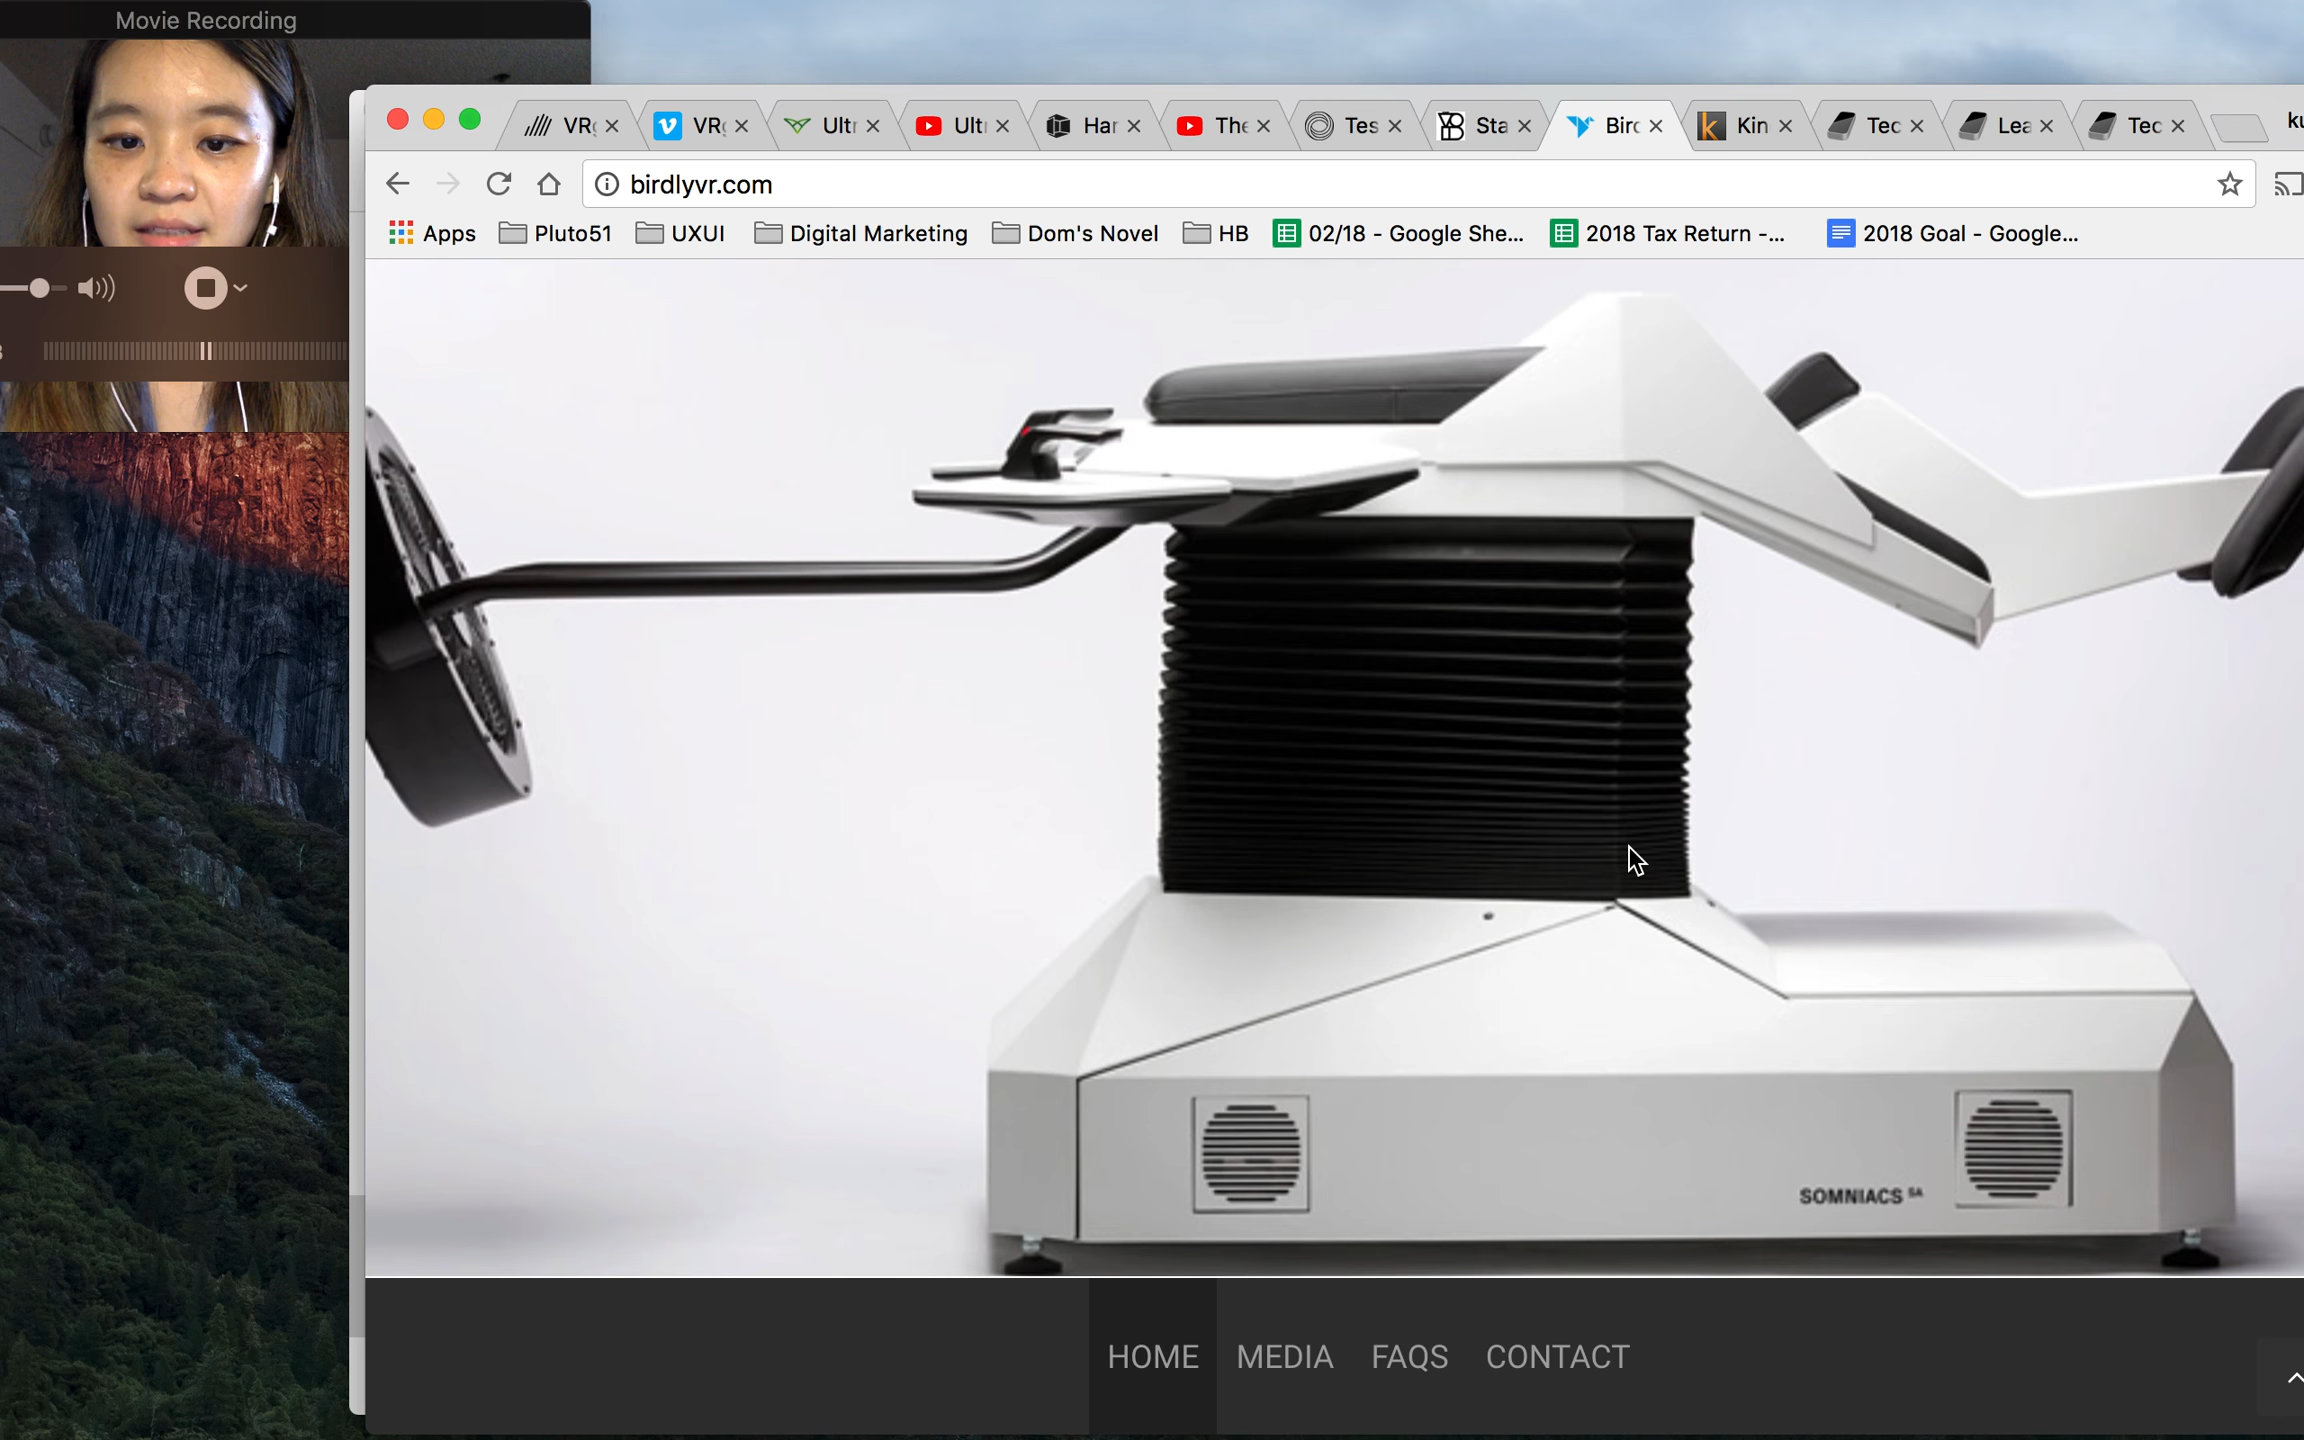 Movie Recording
VR
VR
Ult
Ult
Har
The
Tes
Sta
Bird
Kin
Tec
Lea
Tec
birdlyvr.com
Apps
Pluto51
UXUI
Digital Marketing
Dom's Novel
HB
02/18 - Google She...
2018 Tax Return -...
2018 Goal - Google...
SOMNIACS SA
HOME MEDIA FAQS CONTACT